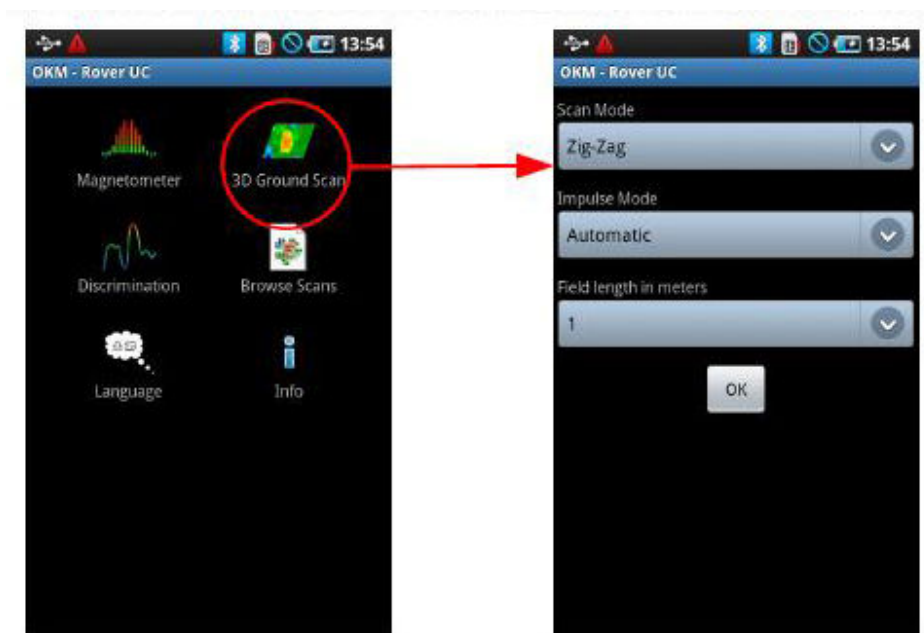 13:54
OKM - Rover UC
Magnetometer
3D Ground Scan
Discrimination
Browse Scans
Language
Info
13:54
OKM - Rover UC
Scan Mode
Zig-Zag
Impulse Mode
Automatic
Field length in meters
1
OK